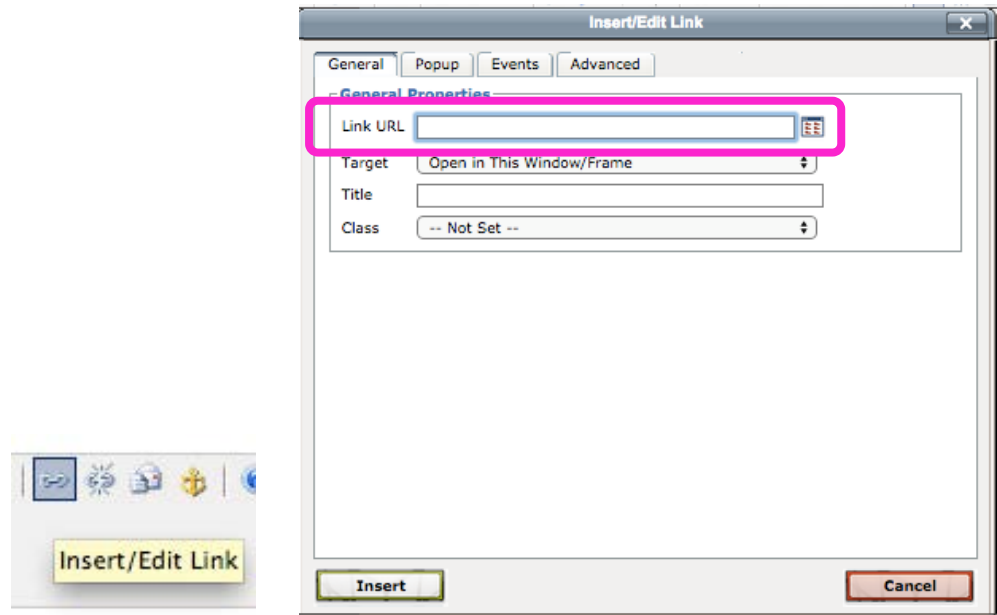 Insert/Edit Link
General Popup Events Advanced
General Properties
Link URL
Target Open in This Window/Frame
Title
Class -- Not Set --
Insert Cancel
Insert/Edit Link